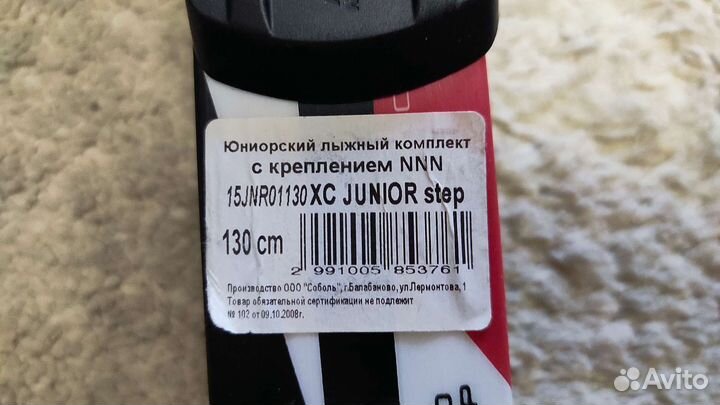 Юниорский лыжный комплект
с креплением NNN
15JNR01130 XC JUNIOR step
130 cm
2 991005 853761
Производство ООО "Соболь", г.Балабаново, ул.Лермонтова, 1
Товар обязательной сертификации не подлежит
№ 102 от 09.10.2008г.
Avito